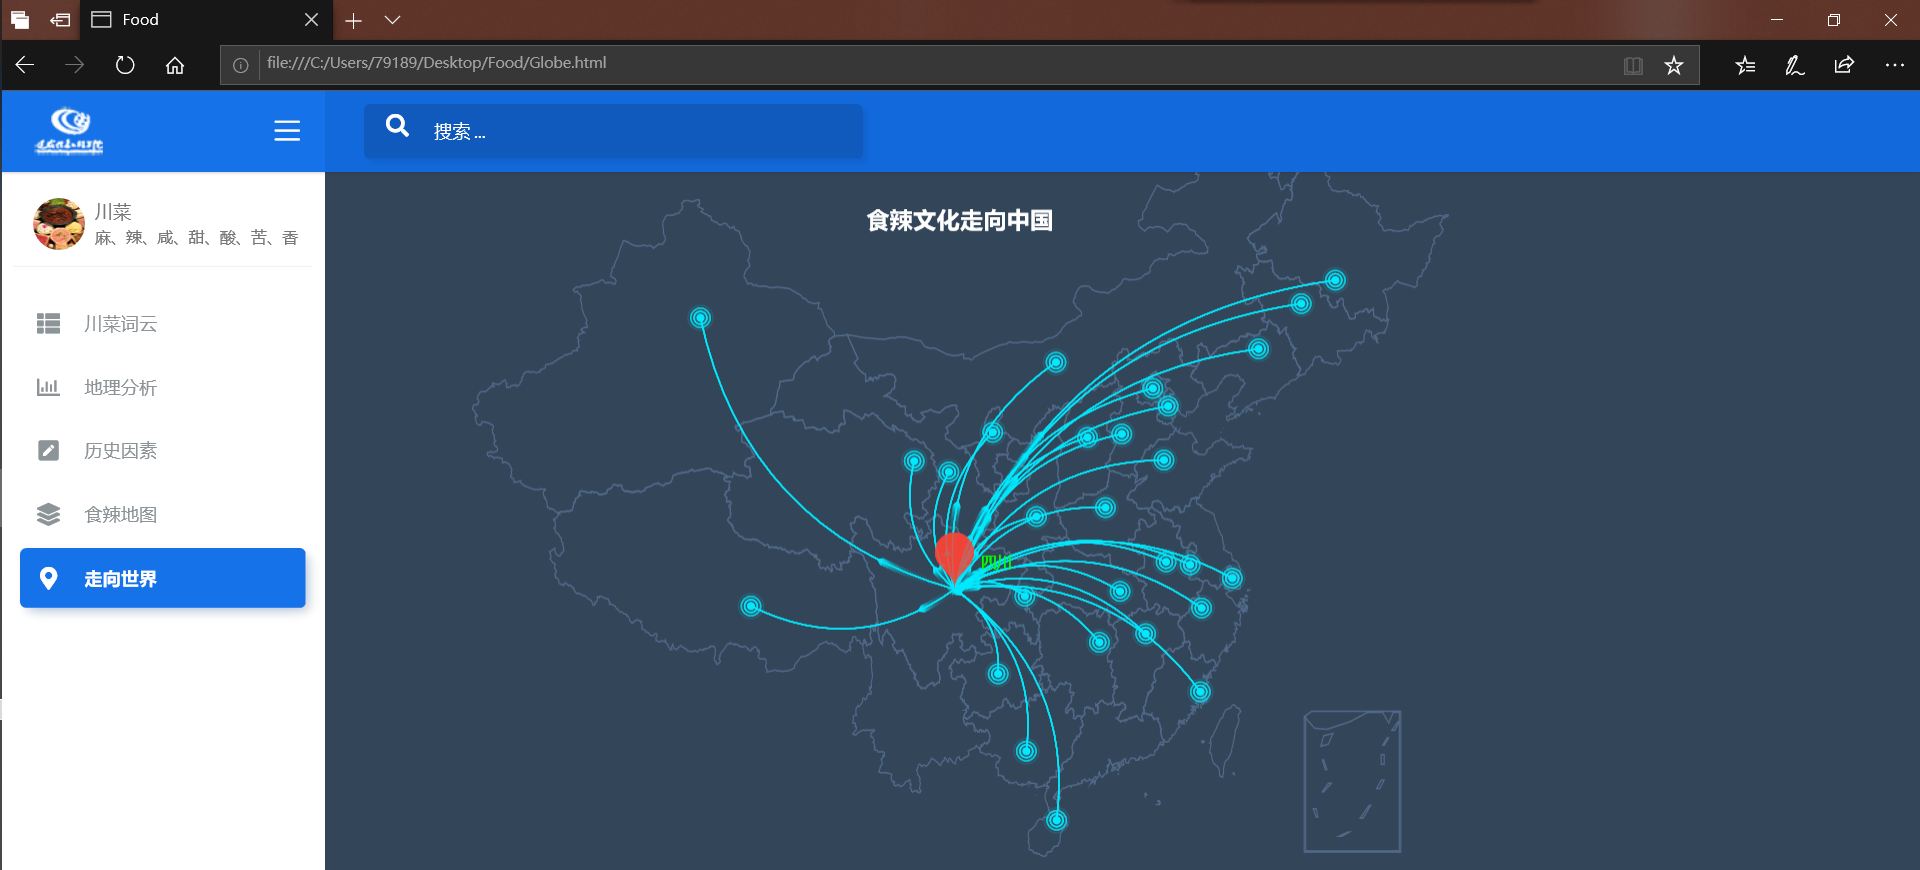 Food
file:///C:/Users/79189/Desktop/Food/Globe.html
搜索 ...
川菜
麻、辣、咸、甜、酸、苦、香
川菜词云
地理分析
历史因素
食辣地图
走向世界
食辣文化走向中国
四川